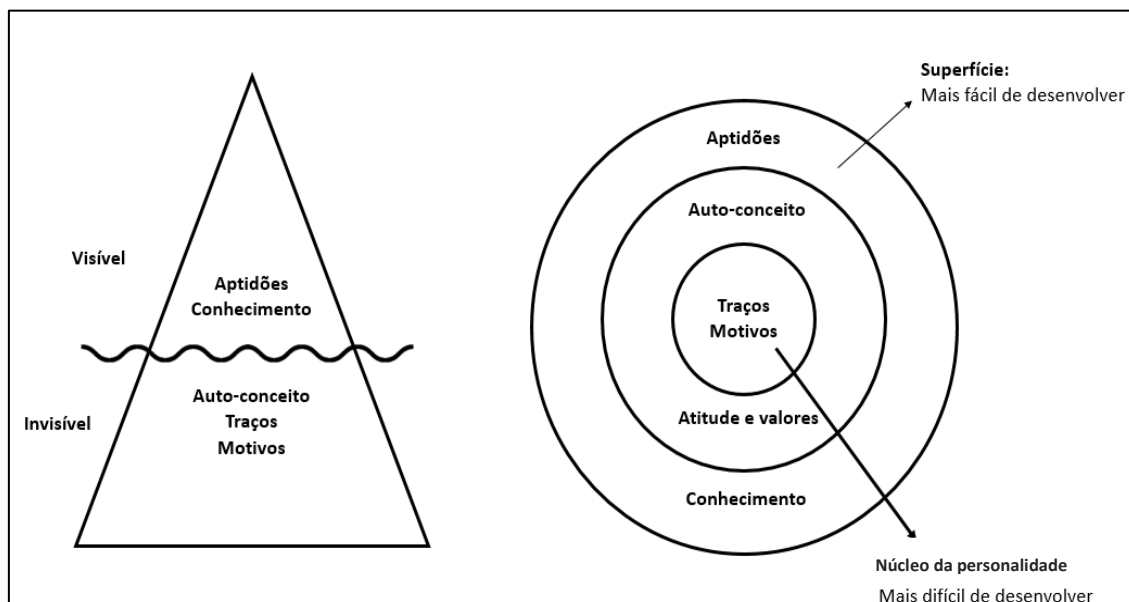 Visível
Aptidões
Conhecimento
Invisível
Auto-conceito
Traços
Motivos
Superfície:
Mais fácil de desenvolver
Aptidões
Auto-conceito
Traços
Motivos
Atitude e valores
Conhecimento
Núcleo da personalidade
Mais difícil de desenvolver